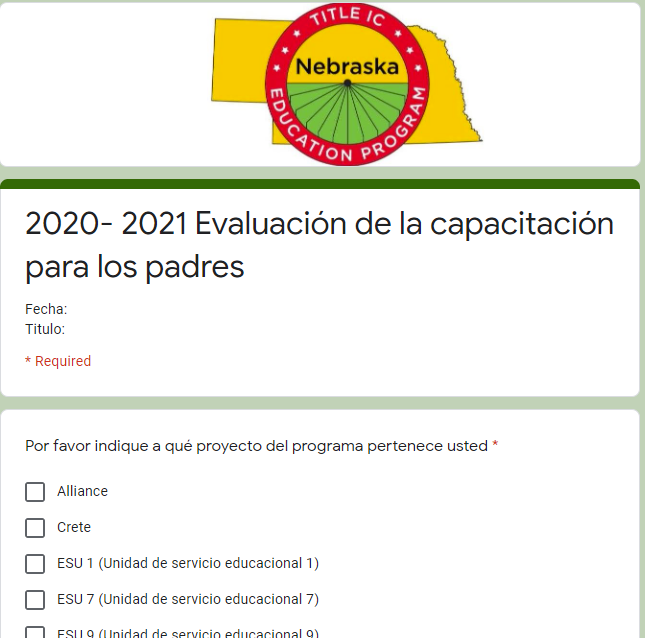 TITLE IC
Nebraska
EDUCATION PROGRAM
2020- 2021 Evaluación de la capacitación
para los padres
Fecha:
Titulo:
* Required
Por favor indique a qué proyecto del programa pertenece usted *
Alliance
Crete
ESU 1 (Unidad de servicio educacional 1)
ESU 7 (Unidad de servicio educacional 7)
ESU 9 (Unidad de servicio educacional 9)